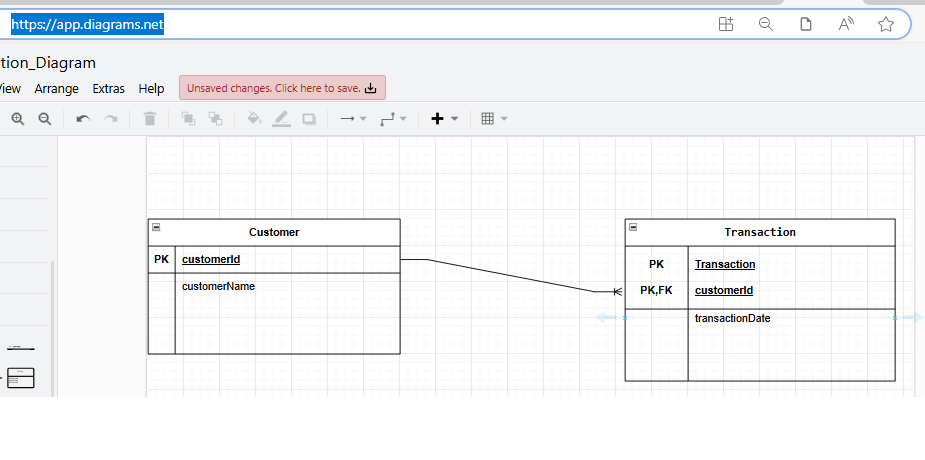 https://app.diagrams.net
tion_Diagram
iew Arrange Extras Help Unsaved changes. Click here to save.
Customer
PK customerId
customerName
Transaction
PK Transaction
PK,FK customerId
transactionDate